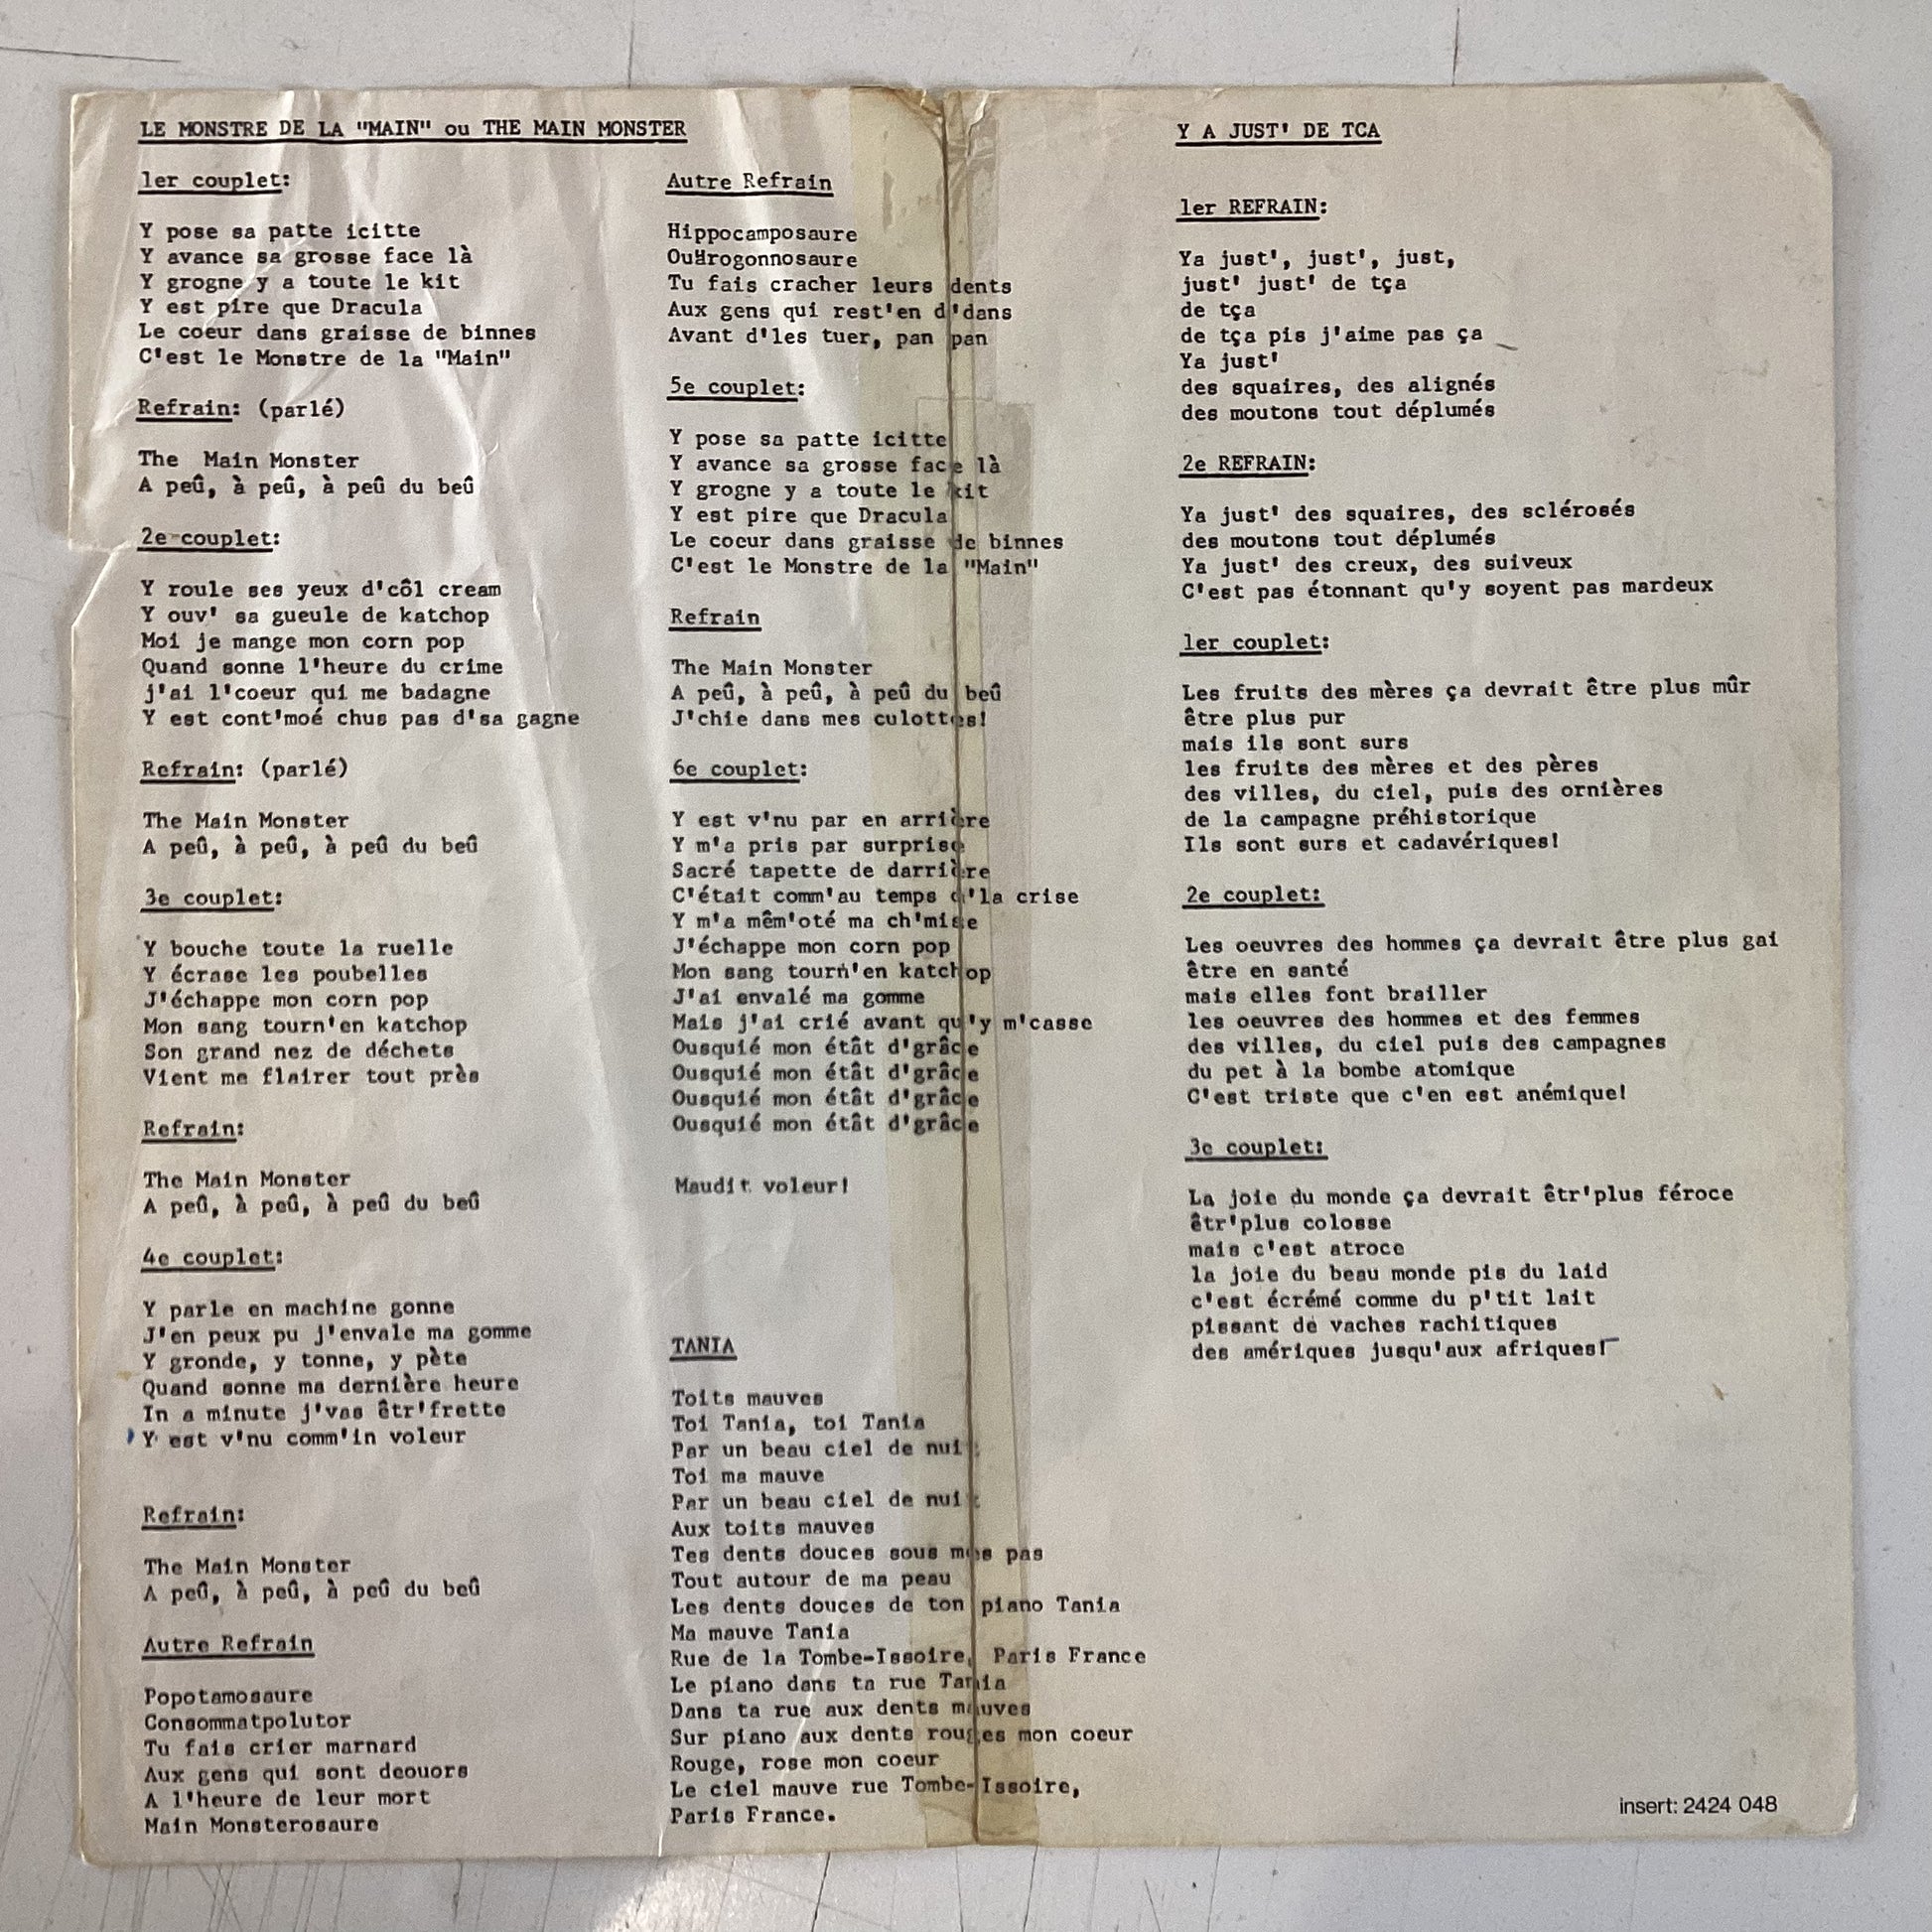 LE MONSTRE DE LA "MAIN" ou THE MAIN MONSTER
1er couplet:
Y pose sa patte icitte
Y avance sa grosse face là
Y grogne y a toute le kit
Y est pire que Dracula
Le coeur dans graisse de binnes
C'est le Monstre de la "Main"
Refrain: (parlé)
The Main Monster
A peû, à peû, à peû du beû
2e couplet:
Y roule ses yeux d'côl cream
Y ouv' sa gueule de katchop
Moi je mange mon corn pop
Quand sonne l'heure du crime
j'ai l'coeur qui me badagne
Y est cont'moé chus pas d'sa gagne
Refrain: (parlé)
The Main Monster
A peû, à peû, à peû du beû
3e couplet:
Y bouche toute la ruelle
Y écrase les poubelles
J'échappe mon corn pop
Mon sang tourn'en katchop
Son grand nez de déchets
Vient me flairer tout près
Refrain:
The Main Monster
A peû, à peû, à peû du beû
4e couplet:
Y parle en machine gonne
J'en peux pu j'envale ma gomme
Y gronde, y tonne, y pète
Quand sonne ma dernière heure
In a minute j'vas êtr'frette
Y est v'nu comm'in voleur
Refrain:
The Main Monster
A peû, à peû, à peû du beû
Autre Refrain
Popotamosaure
Consommatpolutor
Tu fais crier marnard
Aux gens qui sont deouors
A l'heure de leur mort
Main Monsterosaure
Autre Refrain
Hippocamposaure
Tu fais cracher leurs dents
Aux gens qui rest'en d'dans
Avant d'les tuer, pan pan
5e couplet:
Y pose sa patte icitte
Y avance sa grosse face là
Y grogne y a toute le kit
Y est pire que Dracula
Le coeur dans graisse de binnes
C'est le Monstre de la "Main"
Refrain
The Main Monster
A peû, à peû, à peû du beû
J'chie dans mes culottes!
6e couplet:
Y est v'nu par en arrière
Y m'a pris par surprise
Sacré tapette de darrière
C'était comm'au temps d'la crise
Y m'a mêm'oté ma ch'mise
J'échappe mon corn pop
Mon sang tourn'en katchop
J'ai envalé ma gomme
Mais j'ai crié avant qu'y m'casse
Ousquié mon étât d'grâce
Ousquié mon étât d'grâce
Ousquié mon étât d'grâce
Ousquié mon étât d'grâce
Maudit voleur!
TANIA
Toits mauves
Toi Tania, toi Tania
Par un beau ciel de nuit
Toi ma mauve
Par un beau ciel de nuit
Aux toits mauves
Tes dents douces sous mes pas
Tout autour de ma peau
Les dents douces de ton piano Tania
Ma mauve Tania
Rue de la Tombe-Issoire, Paris France
Le piano dans ta rue Tania
Dans ta rue aux dents mauves
Sur piano aux dents rouges mon coeur
Rouge, rose mon coeur
Le ciel mauve rue Tombe-Issoire,
Paris France.
Y A JUST' DE TCA
1er REFRAIN:
Ya just', just', just,
just' just' de tça
de tça
de tça pis j'aime pas ça
Ya just'
des squaires, des alignés
des moutons tout déplumés
2e REFRAIN:
Ya just' des squaires, des sclérosés
des moutons tout déplumés
Ya just' des creux, des suiveux
C'est pas étonnant qu'y soyent pas mardeux
1er couplet:
Les fruits des mères ça devrait être plus mûr
être plus pur
mais ils sont surs
les fruits des mères et des pères
des villes, du ciel, puis des ornières
de la campagne préhistorique
Ils sont surs et cadavériques!
2e couplet:
Les oeuvres des hommes ça devrait être plus gai
être en santé
mais elles font brailler
les oeuvres des hommes et des femmes
des villes, du ciel puis des campagnes
du pet à la bombe atomique
C'est triste que c'en est anémique!
3e couplet:
La joie du monde ça devrait êtr'plus féroce
êtr'plus colosse
mais c'est atroce
la joie du beau monde pis du laid
c'est écrémé comme du p'tit lait
pissant de vaches rachitiques
des amériques jusqu'aux afriques!
insert: 2424 048